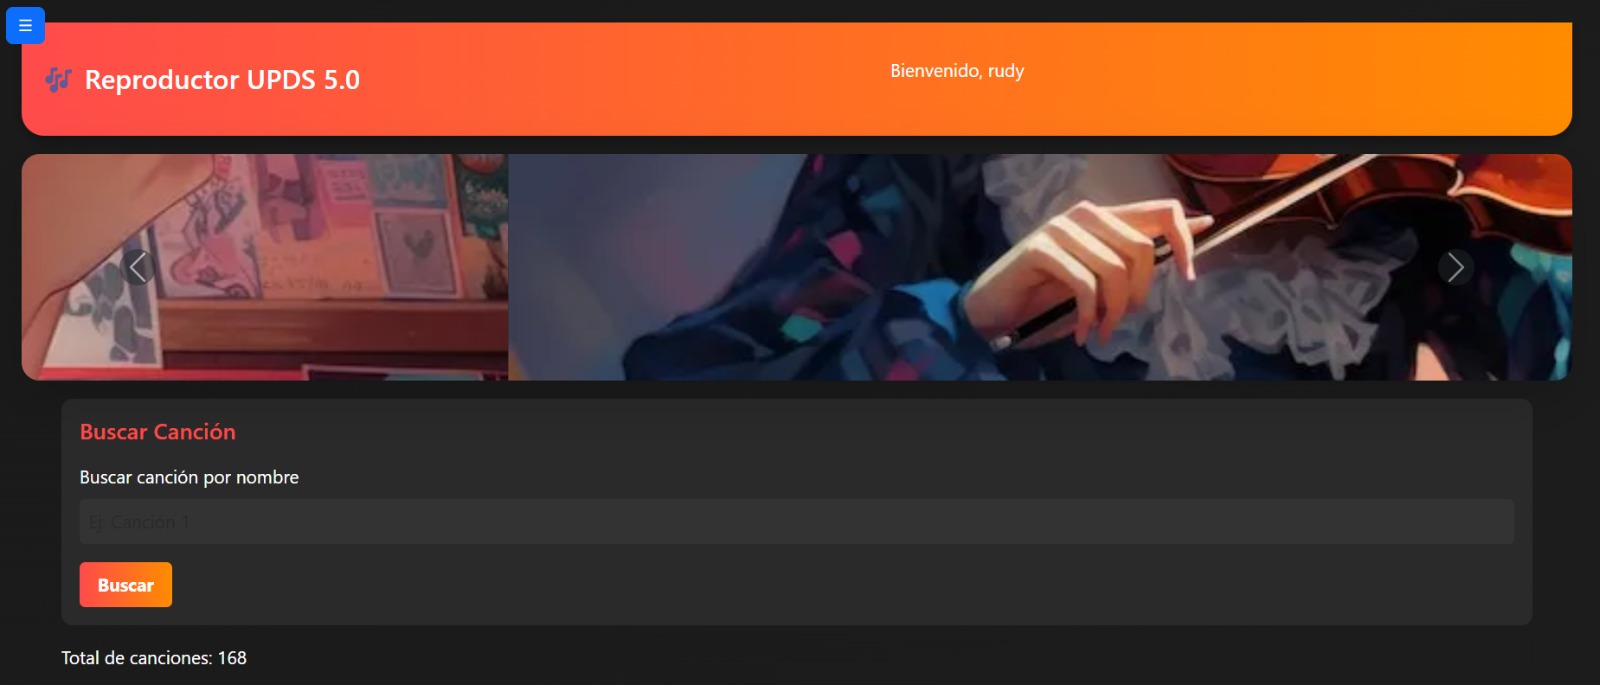 Reproductor UPDS 5.0
Bienvenido, rudy
Buscar Canción
Buscar canción por nombre
Ej: Canción 1
Buscar
Total de canciones: 168